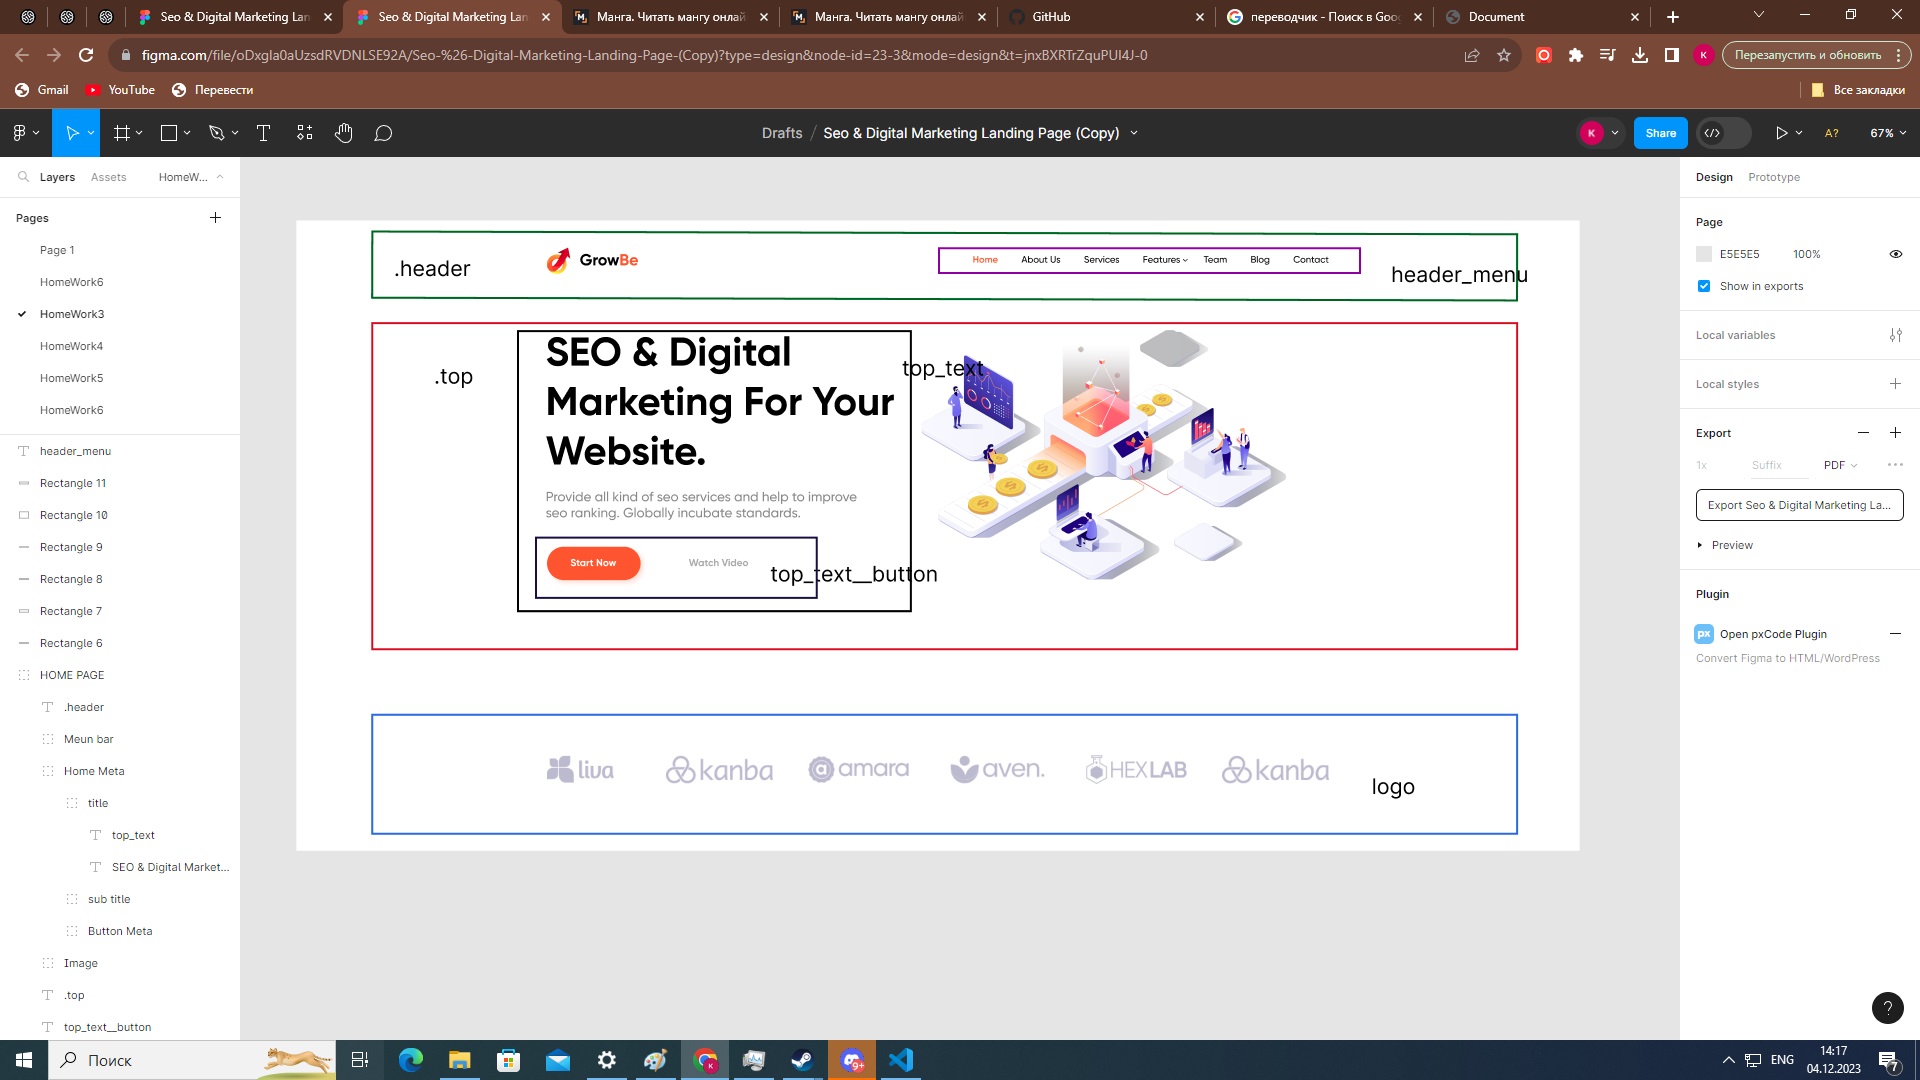 Seo & Digital Marketing Lan
Seo & Digital Marketing Lan
Манга. Читать мангу онлай
Манга. Читать мангу онлай
GitHub
переводчик - Поиск в Goog
Document
figma.com/file/oDxgla0aUzsdRVDNLSE92A/Seo-%26-Digital-Marketing-Landing-Page-(Copy)?type=design&node-id=23-3&mode=design&t=jnxBXRTrZquPUI4J-0
K
Перезапустить и обновить
Gmail
YouTube
Перевести
Все закладки
Drafts / Seo & Digital Marketing Landing Page (Copy)
K
Share
A?
67%
Layers
Assets
HomeW...
Pages
Page 1
HomeWork6
HomeWork3
HomeWork4
HomeWork5
HomeWork6
header_menu
Rectangle 11
Rectangle 10
Rectangle 9
Rectangle 8
Rectangle 7
Rectangle 6
HOME PAGE
.header
Meun bar
Home Meta
title
top_text
SEO & Digital Market...
sub title
Button Meta
Image
.top
top_text__button
.header
GrowBe
Home
About Us
Services
Features
Team
Blog
Contact
header_menu
.top
SEO & Digital
Marketing For Your
Website.
top_text
Provide all kind of seo services and help to improve
seo ranking. Globally incubate standards.
Start Now
Watch Video
top_text__button
liva
kanba
amara
aven.
HEXLAB
kanba
logo
Design
Prototype
Page
E5E5E5
100%
Show in exports
Local variables
Local styles
Export
1x
Suffix
PDF
Export Seo & Digital Marketing La...
Preview
Plugin
px
Open pxCode Plugin
Convert Figma to HTML/WordPress
?
Поиск
9+
ENG
14:17
04.12.2023
7